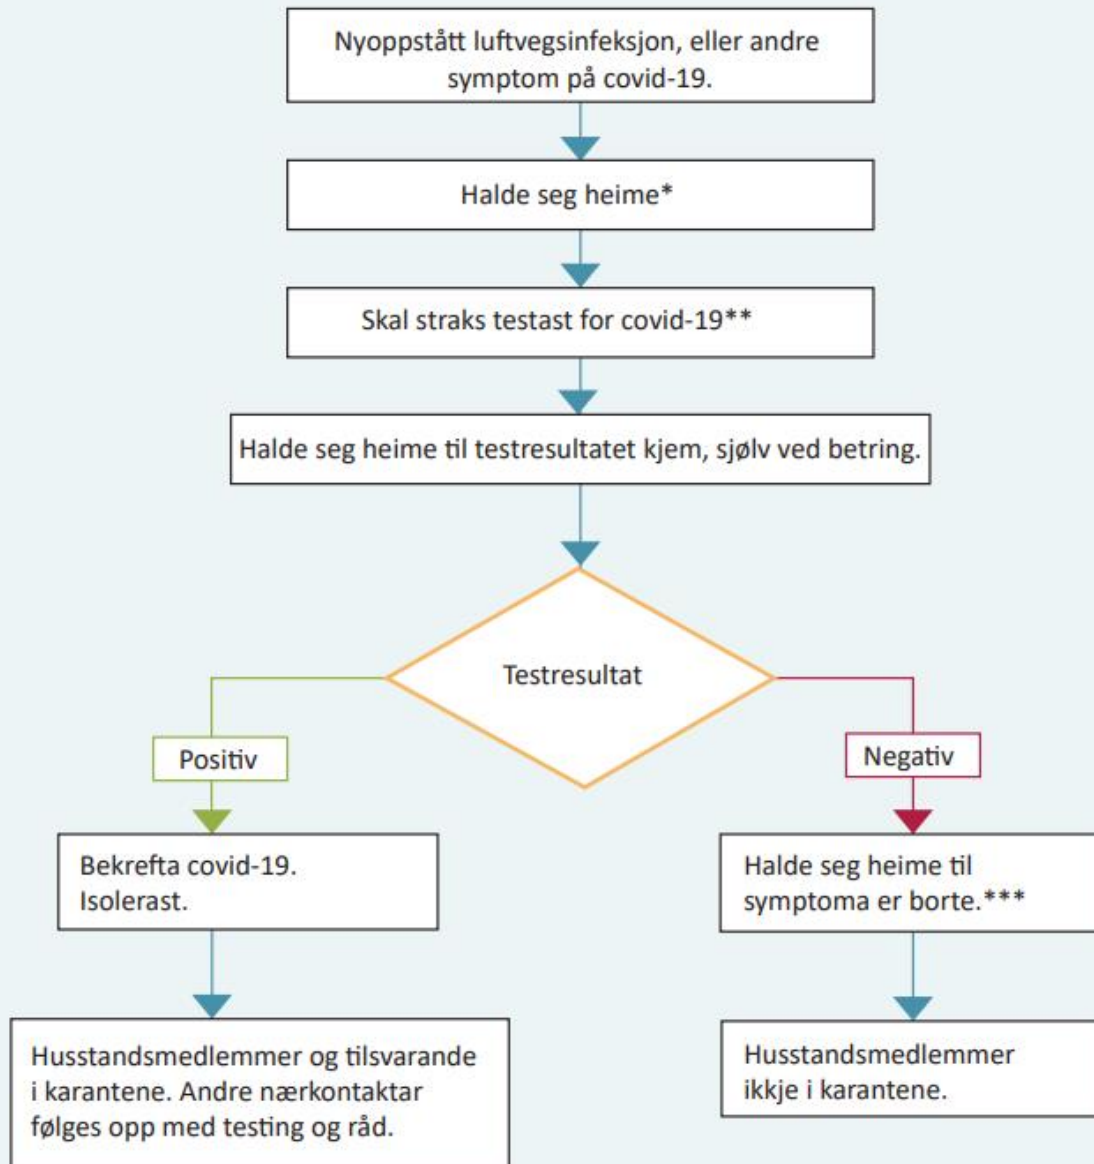 Nyoppstått luftvegsinfeksjon, eller andre
symptom på covid-19.
Halde seg heime*
Skal straks testast for covid-19**
Halde seg heime til testresultatet kjem, sjølv ved betring.
Testresultat
Positiv
Negativ
Bekrefta covid-19.
Isolerast.
Halde seg heime til
symptoma er borte.***
Husstandsmedlemmer og tilsvarande
i karantene. Andre nærkontaktar
følges opp med testing og råd.
Husstandsmedlemmer
ikkje i karantene.